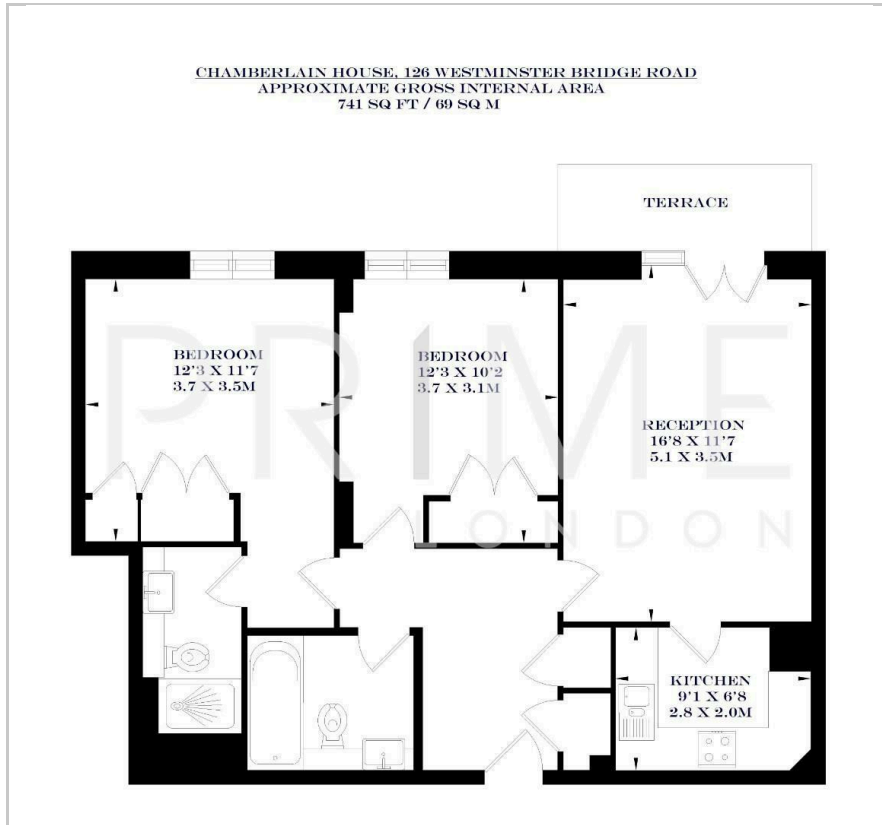 CHAMBERLAIN HOUSE, 126 WESTMINSTER BRIDGE ROAD
APPROXIMATE GROSS INTERNAL AREA
741 SQ FT / 69 SQ M
TERRACE
BEDROOM
12'3 X 11'7
3.7 X 3.5M
BEDROOM
12'3 X 10'2
3.7 X 3.1M
RECEPTION
16'8 X 11'7
5.1 X 3.5M
PRIME
LONDON
KITCHEN
9'1 X 6'8
2.8 X 2.0M